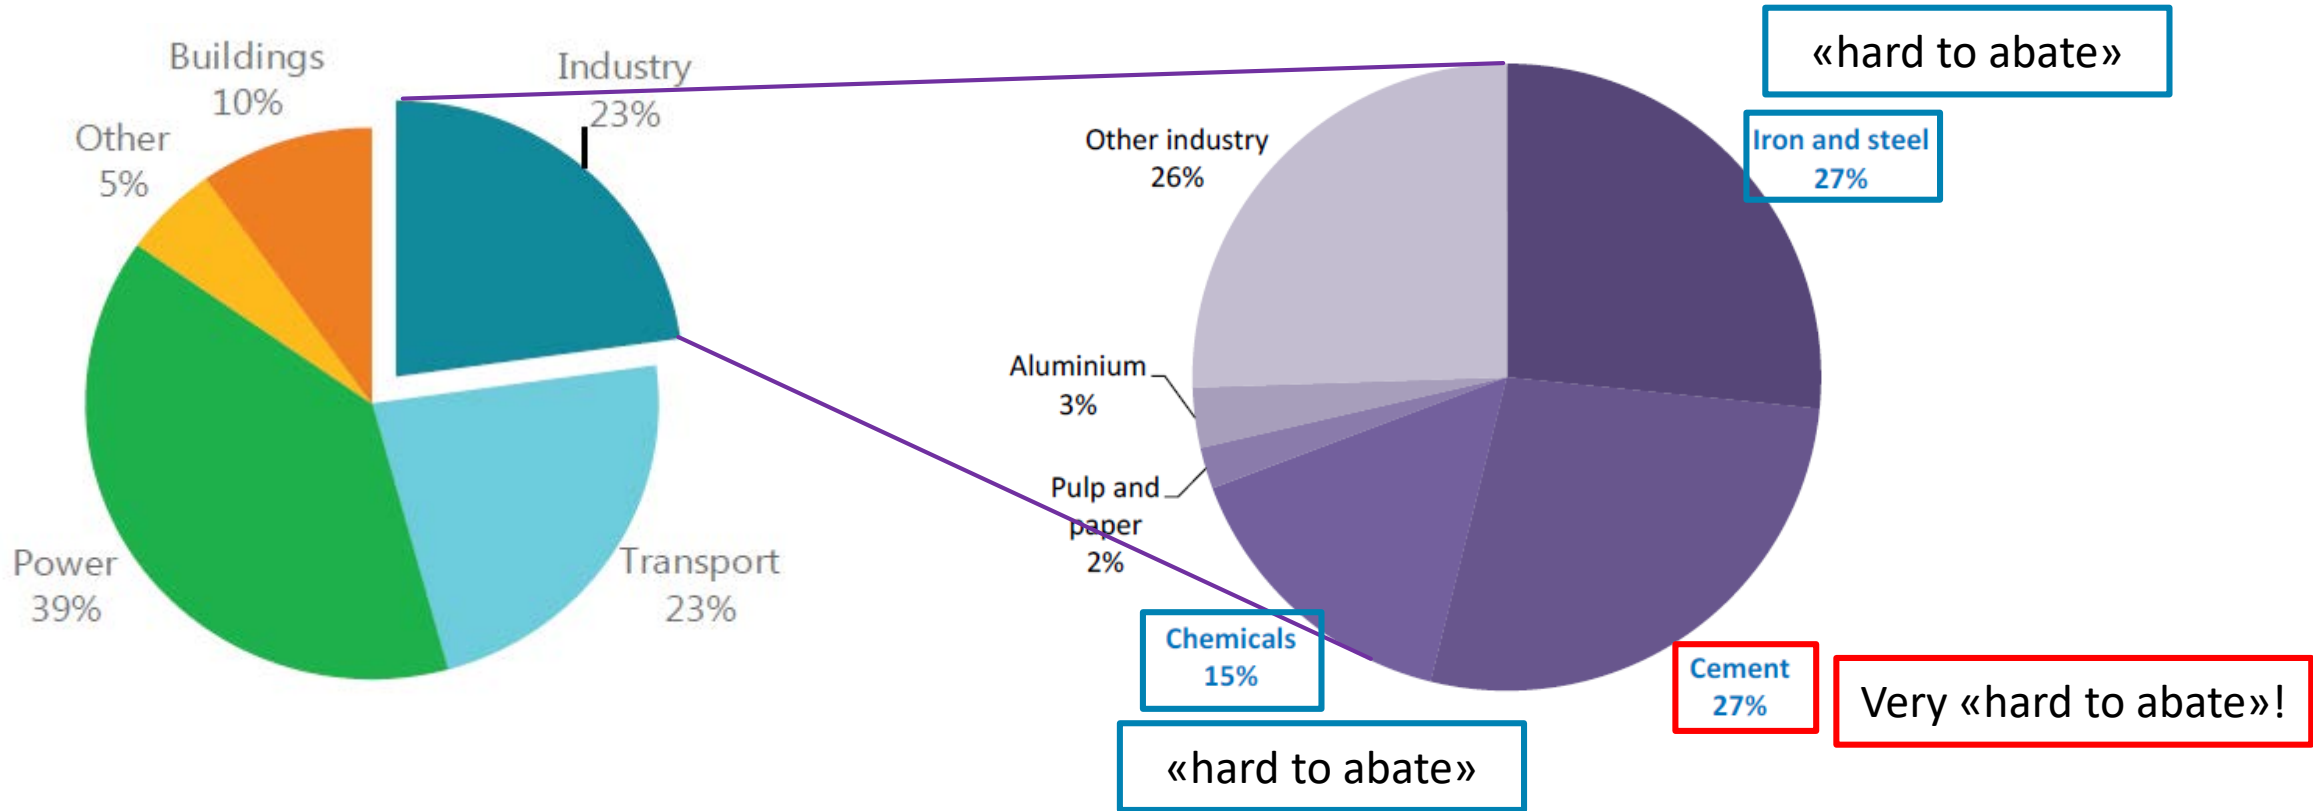 Buildings
10%
Industry
23%
Other
5%
Power
39%
Transport
23%
«hard to abate»
Iron and steel
27%
Other industry
26%
Aluminium
3%
Pulp and
paper
2%
Chemicals
15%
«hard to abate»
Cement
27%
Very «hard to abate»!